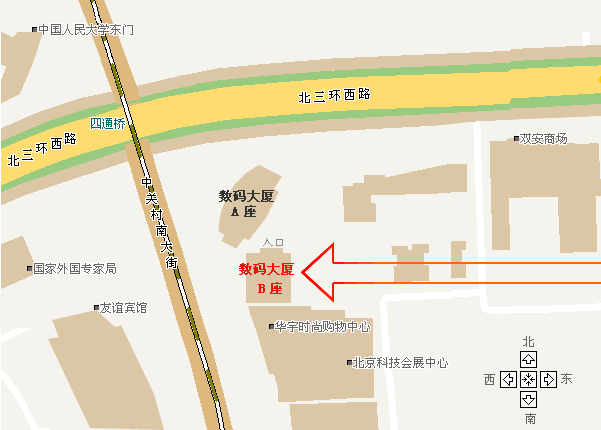 中国人民大学东门
北三环西路
四通桥
北三环西路
双安商场
中关村南大街
数码大厦
A 座
入口
国家外国专家局
数码大厦
B 座
友谊宾馆
华宇时尚购物中心
北京科技会展中心
北
西
东
南